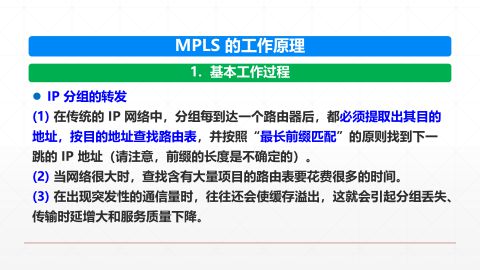 MPLS 的工作原理
1. 基本工作过程
● IP 分组的转发
(1) 在传统的 IP 网络中，分组每到达一个路由器后，都必须提取出其目的
地址，按目的地址查找路由表，并按照“最长前缀匹配”的原则找到下一
跳的 IP 地址（请注意，前缀的长度是不确定的）。
(2) 当网络很大时，查找含有大量项目的路由表要花费很多的时间。
(3) 在出现突发性的通信量时，往往还会使缓存溢出，这就会引起分组丢失、
传输时延增大和服务质量下降。